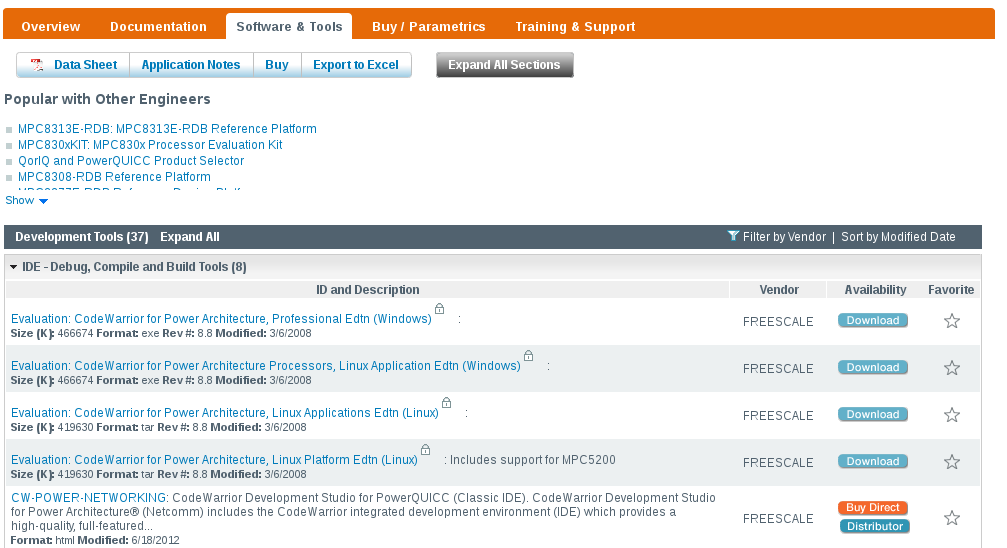 Overview Documentation Software & Tools Buy / Parametrics Training & Support
Data Sheet Application Notes Buy Export to Excel Expand All Sections
Popular with Other Engineers
MPC8313E-RDB: MPC8313E-RDB Reference Platform
MPC830xKIT: MPC830x Processor Evaluation Kit
QorIQ and PowerQUICC Product Selector
MPC8308-RDB Reference Platform
Show
Development Tools (37) Expand All Filter by Vendor | Sort by Modified Date
IDE - Debug, Compile and Build Tools (8)
ID and Description Vendor Availability Favorite
Evaluation: CodeWarrior for Power Architecture, Professional Edtn (Windows) :
Size (K): 466674 Format: exe Rev #: 8.8 Modified: 3/6/2008
FREESCALE Download
Evaluation: CodeWarrior for Power Architecture Processors, Linux Application Edtn (Windows) :
Size (K): 466674 Format: exe Rev #: 8.8 Modified: 3/6/2008
FREESCALE Download
Evaluation: CodeWarrior for Power Architecture, Linux Applications Edtn (Linux) :
Size (K): 419630 Format: tar Rev #: 8.8 Modified: 3/6/2008
FREESCALE Download
Evaluation: CodeWarrior for Power Architecture, Linux Platform Edtn (Linux) : Includes support for MPC5200
Size (K): 419630 Format: tar Rev #: 8.8 Modified: 3/6/2008
FREESCALE Download
CW-POWER-NETWORKING: CodeWarrior Development Studio for PowerQUICC (Classic IDE). CodeWarrior Development Studio
for Power Architecture® (Netcomm) includes the CodeWarrior integrated development environment (IDE) which provides a
high-quality, full-featured...
Format: html Modified: 6/18/2012
FREESCALE Buy Direct
Distributor